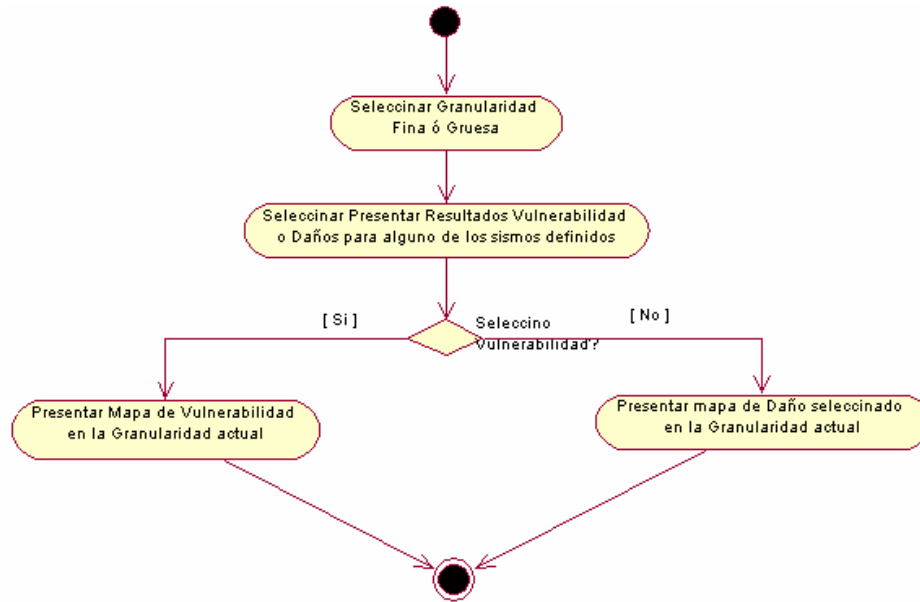 Seleccinar Granularidad
Fina ó Gruesa
Seleccinar Presentar Resultados Vulnerabilidad
o Daños para alguno de los sismos definidos
[ Si ]
Seleccino
Vulnerabilidad?
[ No ]
Presentar Mapa de Vulnerabilidad
en la Granularidad actual
Presentar mapa de Daño seleccinado
en la Granularidad actual